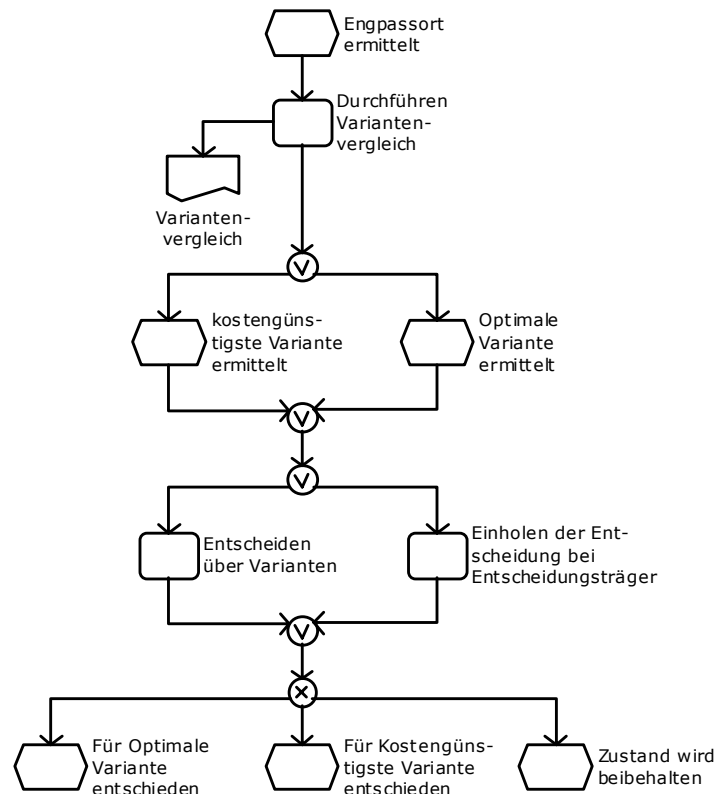 Engpassort
ermittelt
Durchführen
Varianten-
vergleich
Varianten-
vergleich
V
kostengüns-
tigste Variante
ermittelt
Optimale
Variante
ermittelt
V
V
Entscheiden
über Varianten
Einholen der Ent-
scheidung bei
Entscheidungsträger
V
X
Für Optimale
Variante
entschieden
Für Kostengüns-
tigste Variante
entschieden
Zustand wird
beibehalten